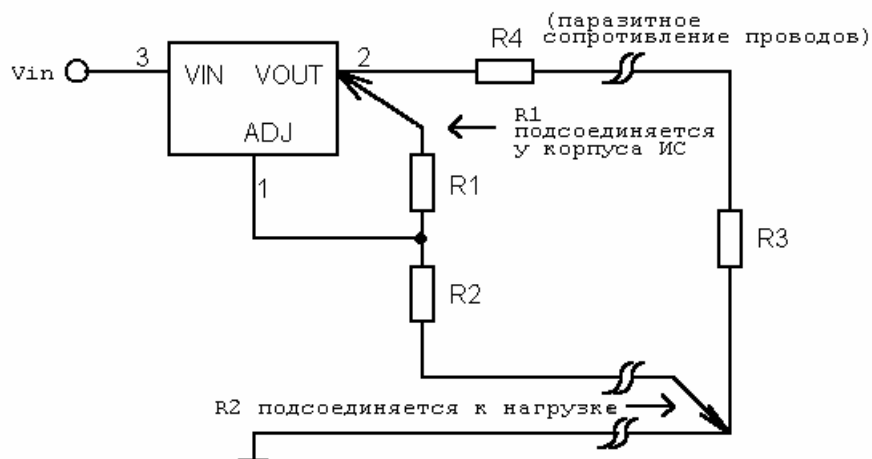 (паразитное
сопротивление проводов)
R4
3
2
Vin
VIN VOUT
ADJ
R1
подсоединяется
у корпуса ИС
1
R1
R3
R2
R2 подсоединяется к нагрузке